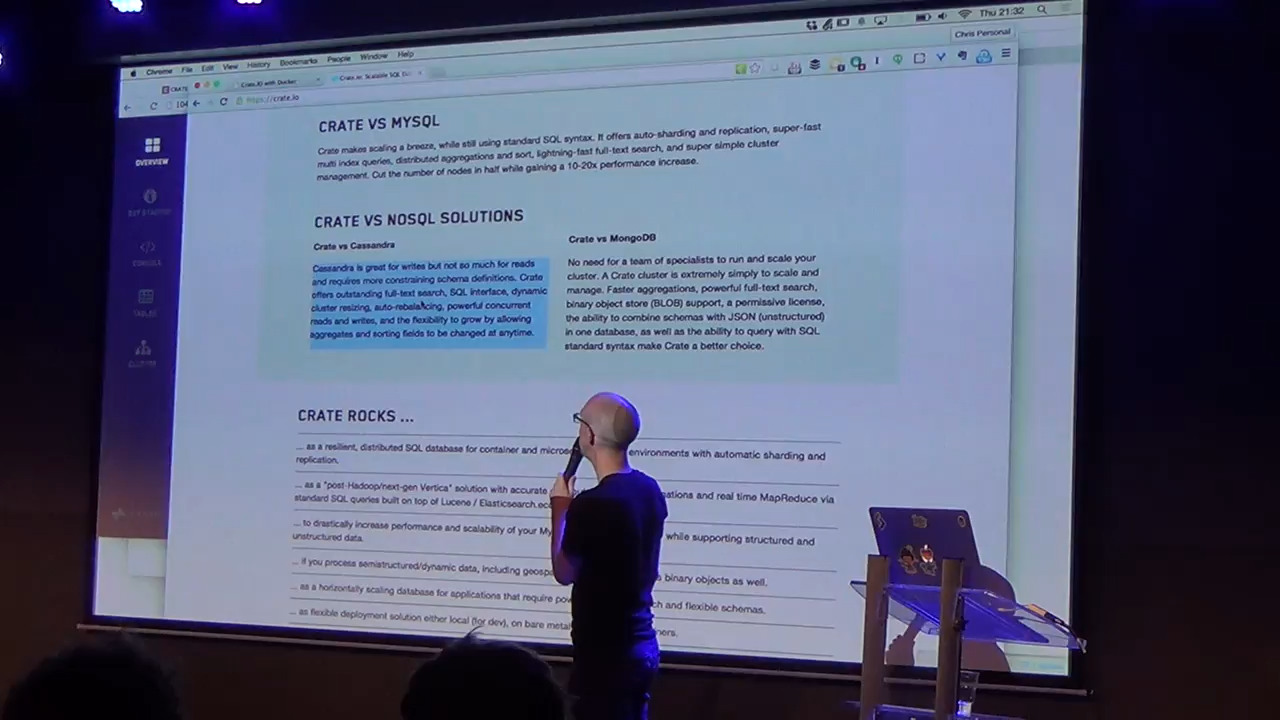 Thu 21:32
Chris Personal
Chrome File Edit View History Bookmarks People Window Help
Crate.IO with Docker
Crate.io: Scalable SQL
https://crate.io
OVERVIEW
CONSOLE
TABLES
CLUSTER
CRATE VS MYSQL
Crate makes scaling a breeze, while still using standard SQL syntax. It offers auto-sharding and replication, super-fast
multi index queries, distributed aggregations and sort, lightning-fast full-text search, and super simple cluster
management. Cut the number of nodes in half while gaining a 10-20x performance increase.
CRATE VS NOSQL SOLUTIONS
Crate vs Cassandra
Cassandra is great for writes but not so much for reads
and requires more constraining schema definitions. Crate
offers outstanding full-text search, SQL interface, dynamic
cluster resizing, auto-rebalancing, powerful concurrent
reads and writes, and the flexibility to grow by allowing
aggregates and sorting fields to be changed at anytime.
Crate vs MongoDB
No need for a team of specialists to run and scale your
cluster. A Crate cluster is extremely simply to scale and
manage. Faster aggregations, powerful full-text search,
binary object store (BLOB) support, a permissive license,
the ability to combine schemas with JSON (unstructured)
in one database, as well as the ability to query with SQL
standard syntax make Crate a better choice.
CRATE ROCKS ...
... as a resilient, distributed SQL database for container and environments with automatic sharding and
replication.
... as a "post-Hadoop/next-gen Vertica" solution with accurate and real time MapReduce via
standard SQL queries built on top of Lucene /
... to drastically increase performance and scalability of your while supporting structured and
unstructured data.
... if you process semistructured/dynamic data, including binary objects as well.
... as a horizontally scaling database for applications that require and flexible schemas.
... as flexible deployment solution either local (for dev), on bare